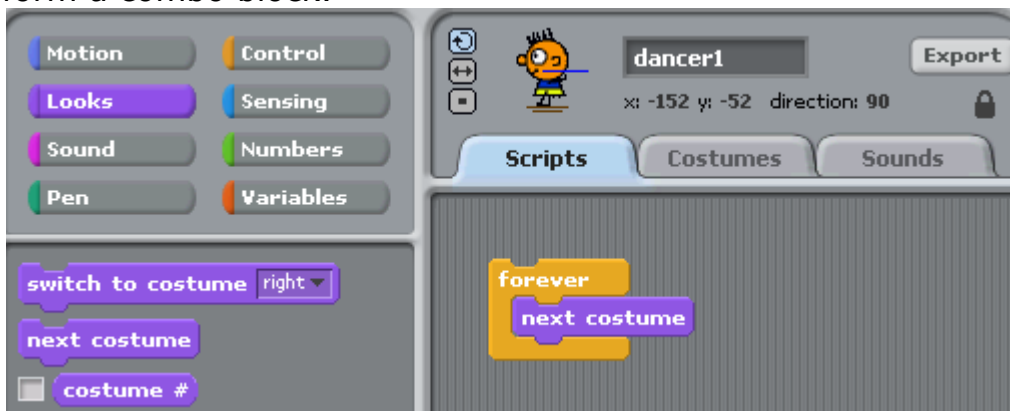 form a combo block.
Motion Control
Looks Sensing
Sound Numbers
Pen Variables
switch to costume right
next costume
costume #
dancer1
Export
x: -152 y: -52 direction: 90
Scripts Costumes Sounds
forever
next costume